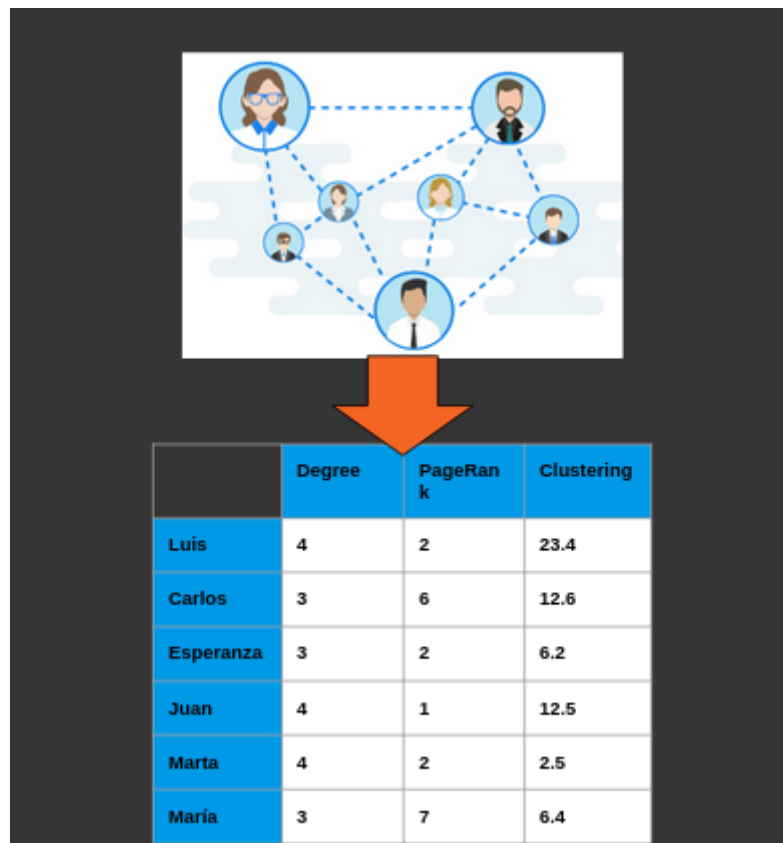 Degree PageRan Clustering
k
Luis 4 2 23.4
Carlos 3 6 12.6
Esperanza 3 2 6.2
Juan 4 1 12.5
Marta 4 2 2.5
María 3 7 6.4